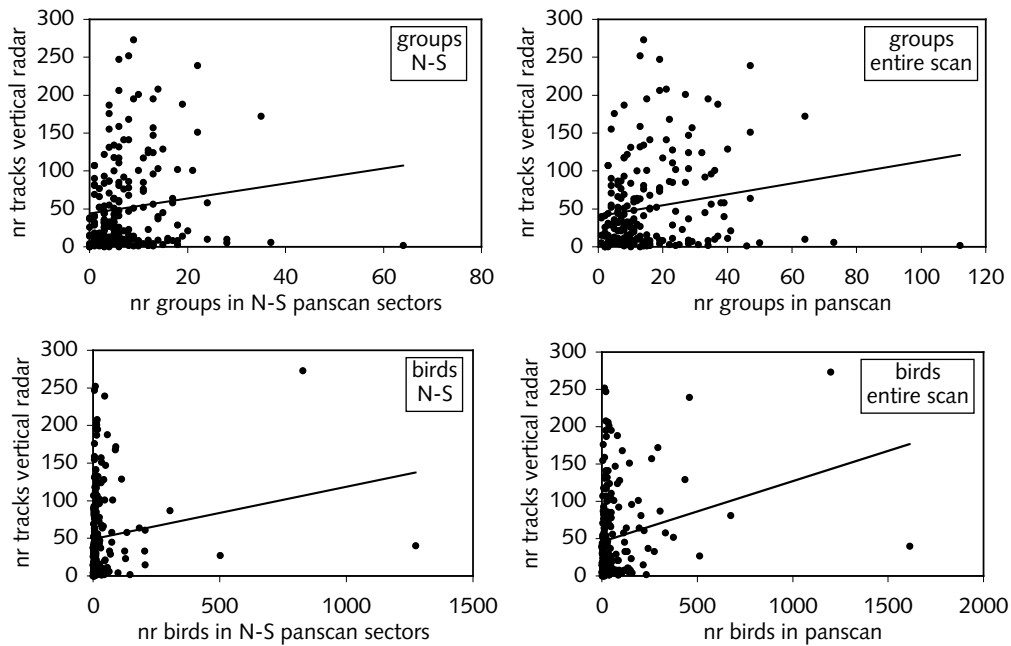 nr tracks vertical radar
300
250
200
150
100
50
0
groups
N-S
0 20 40 60 80
nr groups in N-S panscan sectors
nr tracks vertical radar
300
250
200
150
100
50
0
groups
entire scan
0 20 40 60 80 100 120
nr groups in panscan
nr tracks vertical radar
300
250
200
150
100
50
0
birds
N-S
0 500 1000 1500
nr birds in N-S panscan sectors
nr tracks vertical radar
300
250
200
150
100
50
0
birds
entire scan
0 500 1000 1500 2000
nr birds in panscan